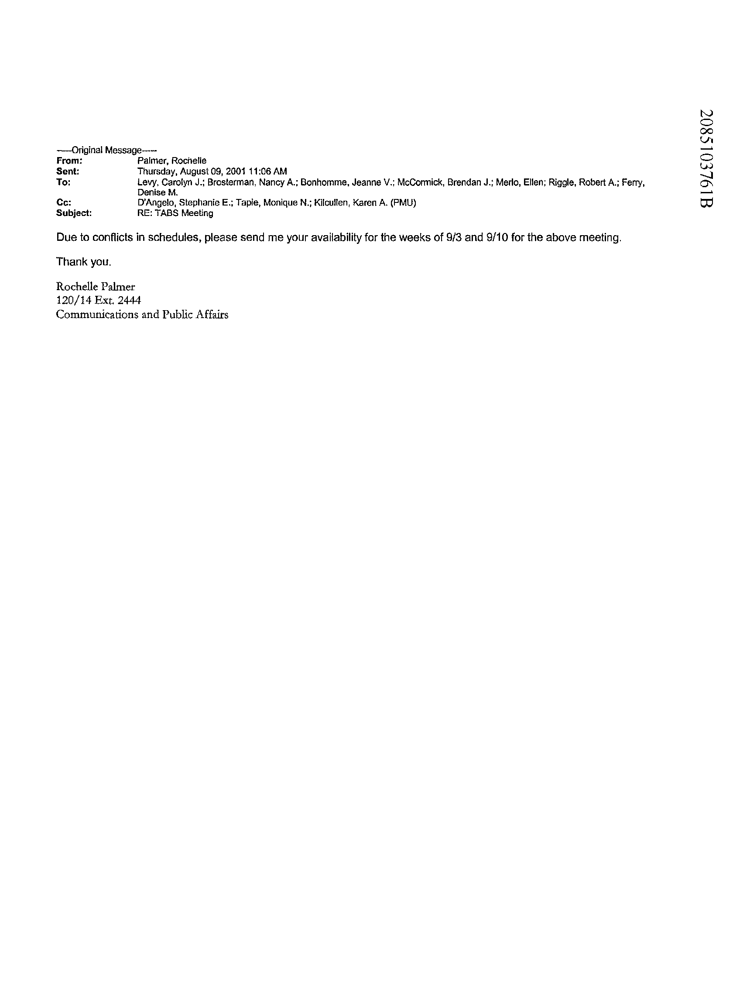 -----Original Message-----
From: Palmer, Rochelle
Sent: Thursday, August 09, 2001 11:06 AM
To: Levy, Carolyn J.; Brosterman, Nancy A.; Bonhomme, Jeanne V.; McCormick, Brendan J.; Merlo, Ellen; Riggle, Robert A.; Ferry,
Denise M.
Cc: D'Angelo, Stephanie E.; Tapie, Monique N.; Kilcullen, Karen A. (PMU)
Subject: RE: TABS Meeting
Due to conflicts in schedules, please send me your availability for the weeks of 9/3 and 9/10 for the above meeting.
Thank you.
Rochelle Palmer
120/14 Ext. 2444
Communications and Public Affairs
2085103761B